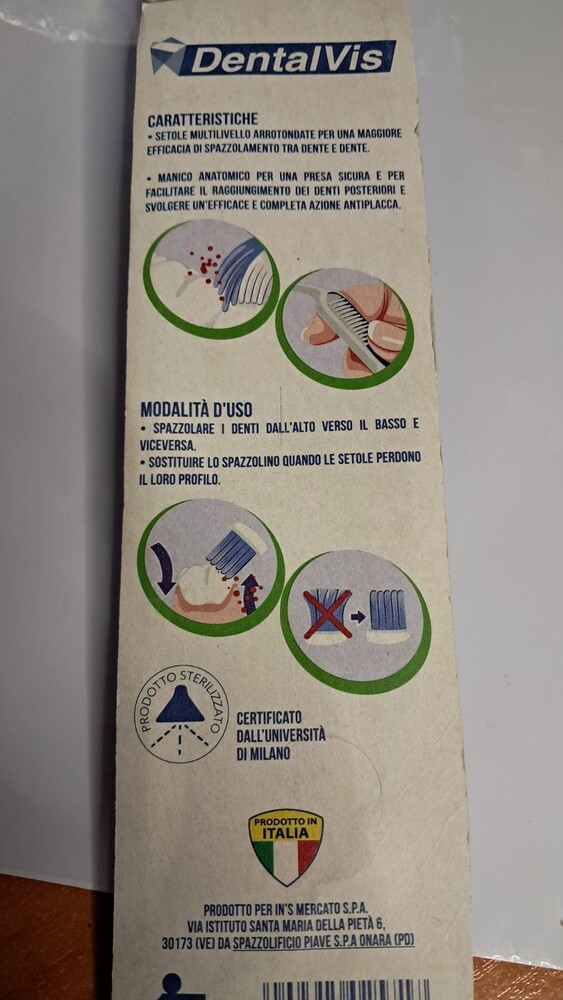 DentalVis
CARATTERISTICHE
• SETOLE MULTILIVELLO ARROTONDATE PER UNA MAGGIORE
EFFICACIA DI SPAZZOLAMENTO TRA DENTE E DENTE.
• MANICO ANATOMICO PER UNA PRESA SICURA E PER
FACILITARE IL RAGGIUNGIMENTO DEI DENTI POSTERIORI E
SVOLGERE UN'EFFICACE E COMPLETA AZIONE ANTIPLACCA.
MODALITÀ D'USO
• SPAZZOLARE I DENTI DALL'ALTO VERSO IL BASSO E
VICEVERSA.
• SOSTITUIRE LO SPAZZOLINO QUANDO LE SETOLE PERDONO
IL LORO PROFILO.
PRODOTTO STERILIZZATO
CERTIFICATO
DALL'UNIVERSITÀ
DI MILANO
PRODOTTO IN
ITALIA
PRODOTTO PER IN'S MERCATO S.P.A.
VIA ISTITUTO SANTA MARIA DELLA PIETÀ 6,
30173 (VE) DA SPAZZOLIFICIO PIAVE S.P.A ONARA (PD)